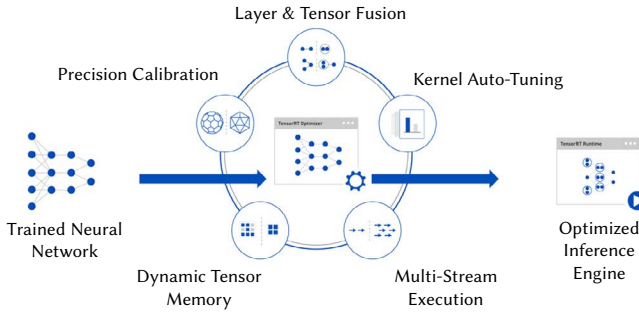 Layer & Tensor Fusion
Precision Calibration
Kernel Auto-Tuning
TensorRT Optimizer
TensorRT Runtime
Trained Neural
Network
Optimized
Inference
Engine
Dynamic Tensor
Memory
Multi-Stream
Execution